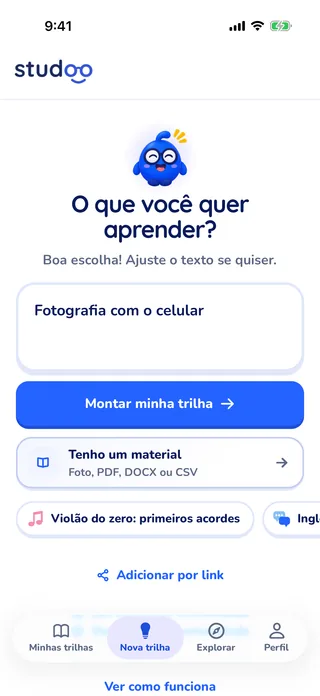 9:41
studoo
O que você quer
aprender?
Boa escolha! Ajuste o texto se quiser.
Fotografia com o celular
Montar minha trilha →
Tenho um material
Foto, PDF, DOCX ou CSV
Violão do zero: primeiros acordes
Adicionar por link
Minhas trilhas
Nova trilha
Explorar
Perfil
Ver como funciona